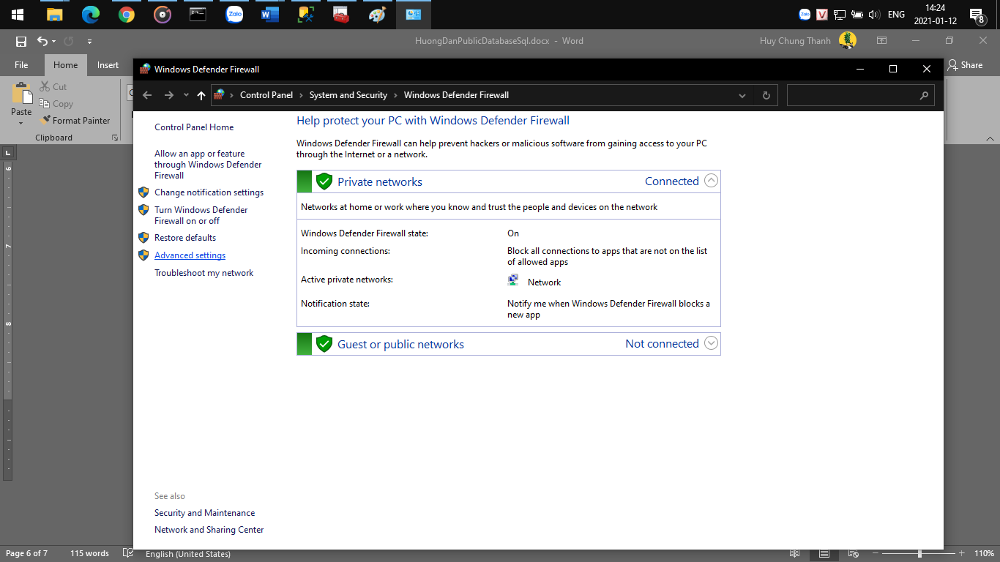 Zalo
Zalo
V
ENG
14:24
2021-01-12
8
HuongDanPublicDatabaseSql.docx - Word
Huy Chung Thanh
File
Home
Insert
Share
Paste
Cut
Copy
Format Painter
Clipboard
Windows Defender Firewall
Control Panel
System and Security
Windows Defender Firewall
Control Panel Home
Allow an app or feature
through Windows Defender
Firewall
Change notification settings
Turn Windows Defender
Firewall on or off
Restore defaults
Advanced settings
Troubleshoot my network
See also
Security and Maintenance
Network and Sharing Center
Help protect your PC with Windows Defender Firewall
Windows Defender Firewall can help prevent hackers or malicious software from gaining access to your PC
through the Internet or a network.
Private networks
Connected
Networks at home or work where you know and trust the people and devices on the network
Windows Defender Firewall state:
On
Incoming connections:
Block all connections to apps that are not on the list
of allowed apps
Active private networks:
Network
Notification state:
Notify me when Windows Defender Firewall blocks a
new app
Guest or public networks
Not connected
6
7
8
Page 6 of 7
115 words
English (United States)
110%